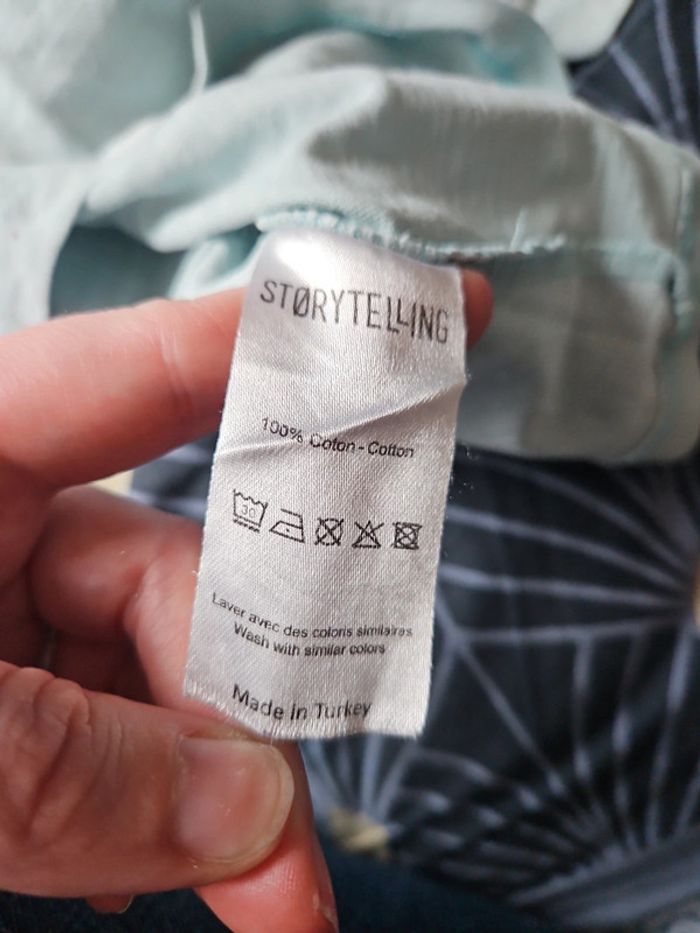 STØRYTELLING
100% Coton - Cotton
30
Laver avec des coloris similaires
Wash with similar colors
Made in Turkey